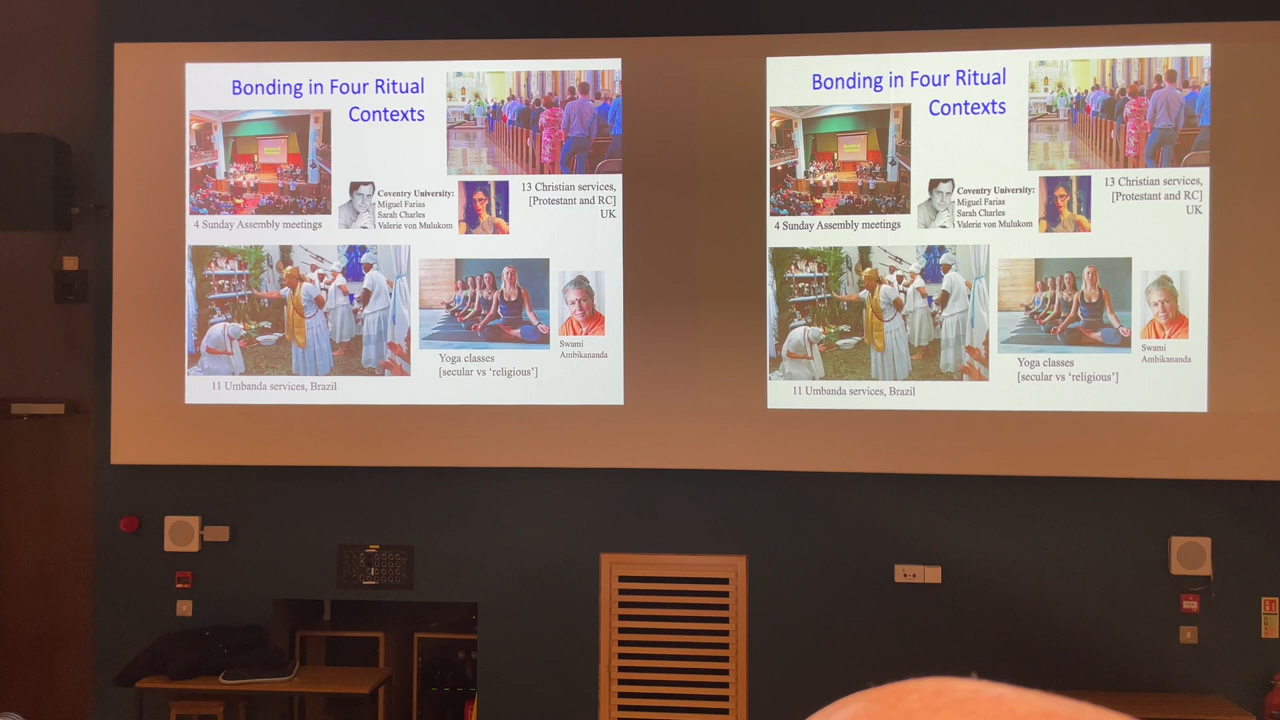 Bonding in Four Ritual
Contexts
4 Sunday Assembly meetings
Coventry University:
Miguel Farias
Sarah Charles
Valerie von Mulukom
13 Christian services,
[Protestant and RC]
UK
11 Umbanda services, Brazil
Yoga classes
[secular vs ‘religious’]
Swami
Ambikananda
Bonding in Four Ritual
Contexts
4 Sunday Assembly meetings
Coventry University:
Miguel Farias
Sarah Charles
Valerie von Mulukom
13 Christian services,
[Protestant and RC]
UK
11 Umbanda services, Brazil
Yoga classes
[secular vs ‘religious’]
Swami
Ambikananda